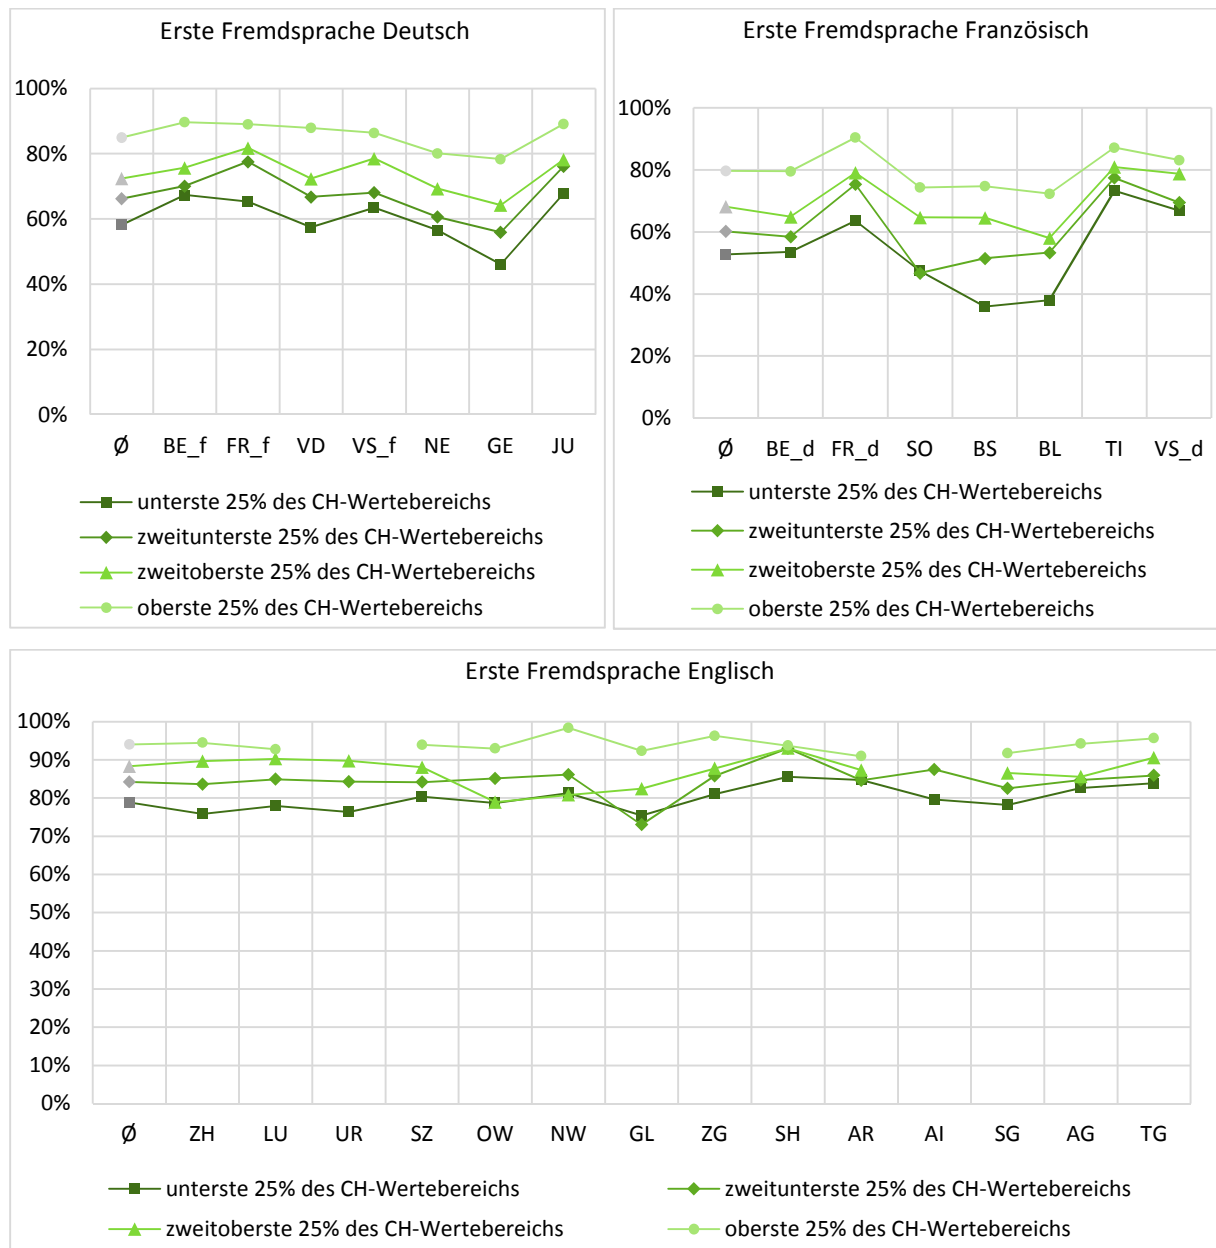 Erste Fremdsprache Deutsch
100%
80%
60%
40%
20%
0%
Ø BE_f FR_f VD VS_f NE GE JU
unterste 25% des CH-Wertebereichs
zweitunterste 25% des CH-Wertebereichs
zweitoberste 25% des CH-Wertebereichs
oberste 25% des CH-Wertebereichs
Erste Fremdsprache Französisch
100%
80%
60%
40%
20%
0%
Ø BE_d FR_d SO BS BL TI VS_d
unterste 25% des CH-Wertebereichs
zweitunterste 25% des CH-Wertebereichs
zweitoberste 25% des CH-Wertebereichs
oberste 25% des CH-Wertebereichs
Erste Fremdsprache Englisch
100%
90%
80%
70%
60%
50%
40%
30%
20%
10%
0%
Ø ZH LU UR SZ OW NW GL ZG SH AR AI SG AG TG
unterste 25% des CH-Wertebereichs zweitunterste 25% des CH-Wertebereichs
zweitoberste 25% des CH-Wertebereichs oberste 25% des CH-Wertebereichs